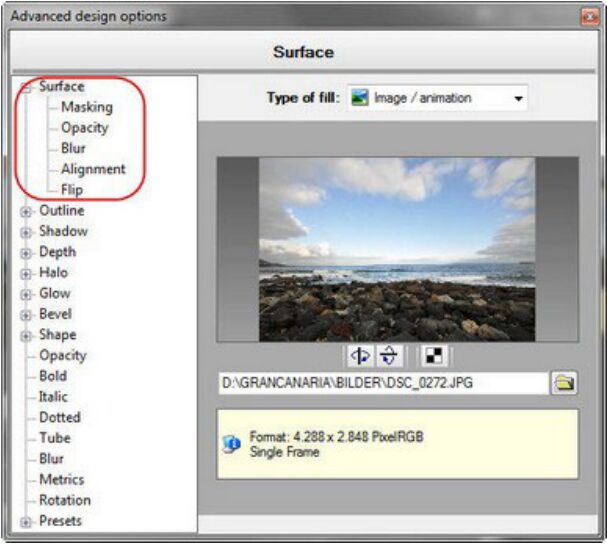 Advanced design options
Surface
Surface
Masking
Opacity
Blur
Alignment
Flip
Outline
Shadow
Depth
Halo
Glow
Bevel
Shape
Opacity
Bold
Italic
Dotted
Tube
Blur
Metrics
Rotation
Presets
Type of fill: Image / animation
D:\GRANCANARIA\BILDER\DSC_0272.JPG
Format: 4.288 x 2.848 PixelRGB
Single Frame